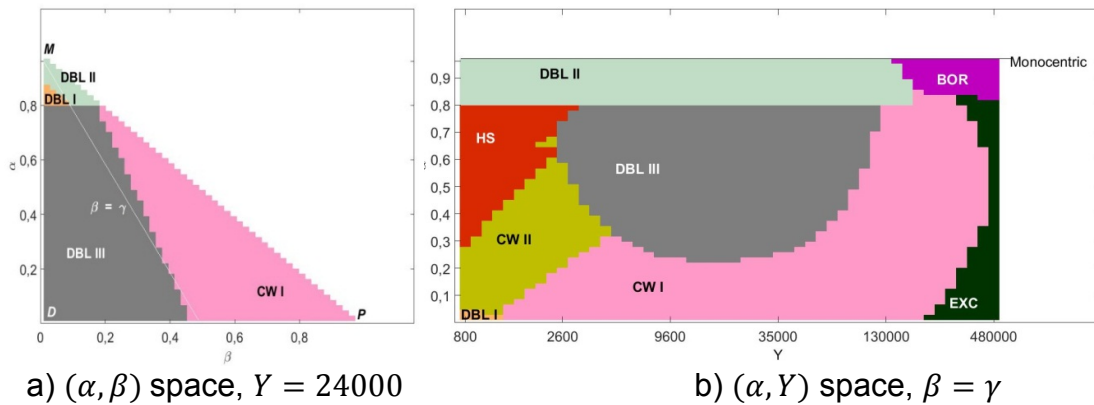 M
DBL II
DBL I
0,8
0,6
α
0,4
β = γ
0,2
DBL III
CW I
D
P
0
0,2
0,4
0,6
0,8
β
a) (α, β) space, Y = 24000
Monocentric
0,9
DBL II
BOR
0,8
0,7
HS
0,6
DBL III
0,5
0,4
CW II
0,3
0,2
CW I
0,1
DBL I
EXC
800
2600
9600
35000
130000
480000
Y
b) (α, Y) space, β = γ